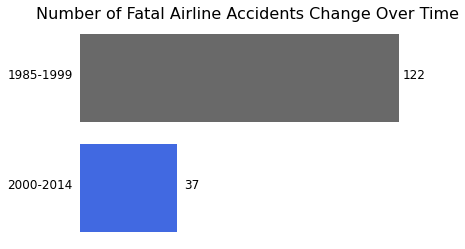 Number of Fatal Airline Accidents Change Over Time
1985-1999 122
2000-2014 37